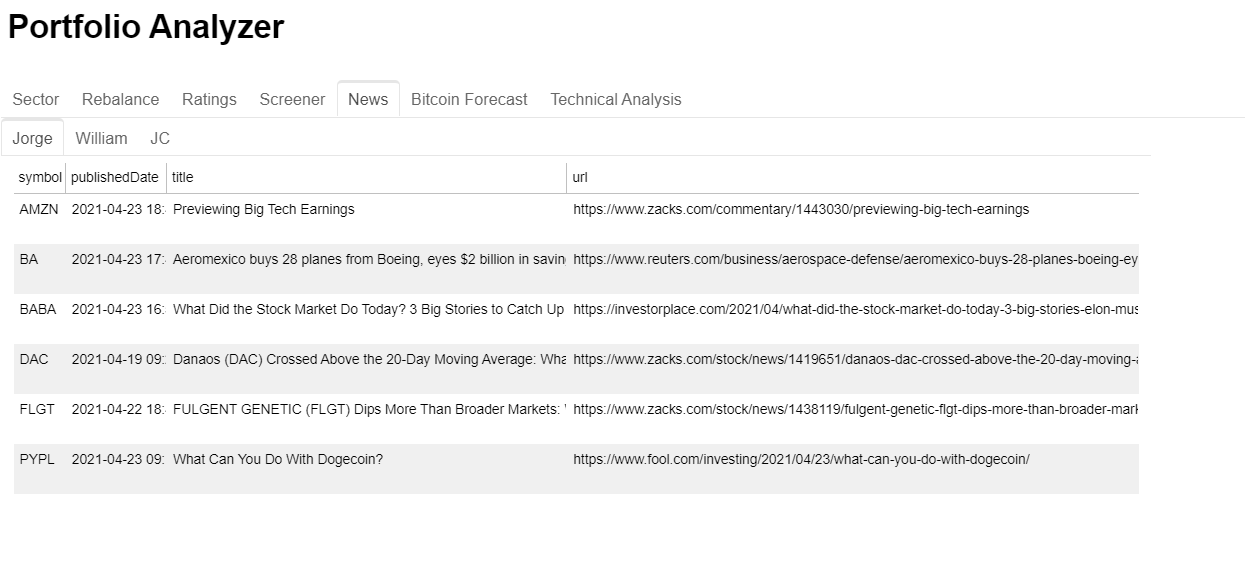 Portfolio Analyzer
Sector Rebalance Ratings Screener News Bitcoin Forecast Technical Analysis
Jorge William JC
symbol publishedDate title url
AMZN 2021-04-23 18: Previewing Big Tech Earnings https://www.zacks.com/commentary/1443030/previewing-big-tech-earnings
BA 2021-04-23 17: Aeromexico buys 28 planes from Boeing, eyes $2 billion in savin https://www.reuters.com/business/aerospace-defense/aeromexico-buys-28-planes-boeing-ey
BABA 2021-04-23 16: What Did the Stock Market Do Today? 3 Big Stories to Catch Up https://investorplace.com/2021/04/what-did-the-stock-market-do-today-3-big-stories-elon-mus
DAC 2021-04-19 09: Danaos (DAC) Crossed Above the 20-Day Moving Average: Wha https://www.zacks.com/stock/news/1419651/danaos-dac-crossed-above-the-20-day-moving-
FLGT 2021-04-22 18: FULGENT GENETIC (FLGT) Dips More Than Broader Markets: https://www.zacks.com/stock/news/1438119/fulgent-genetic-flgt-dips-more-than-broader-mark
PYPL 2021-04-23 09: What Can You Do With Dogecoin? https://www.fool.com/investing/2021/04/23/what-can-you-do-with-dogecoin/